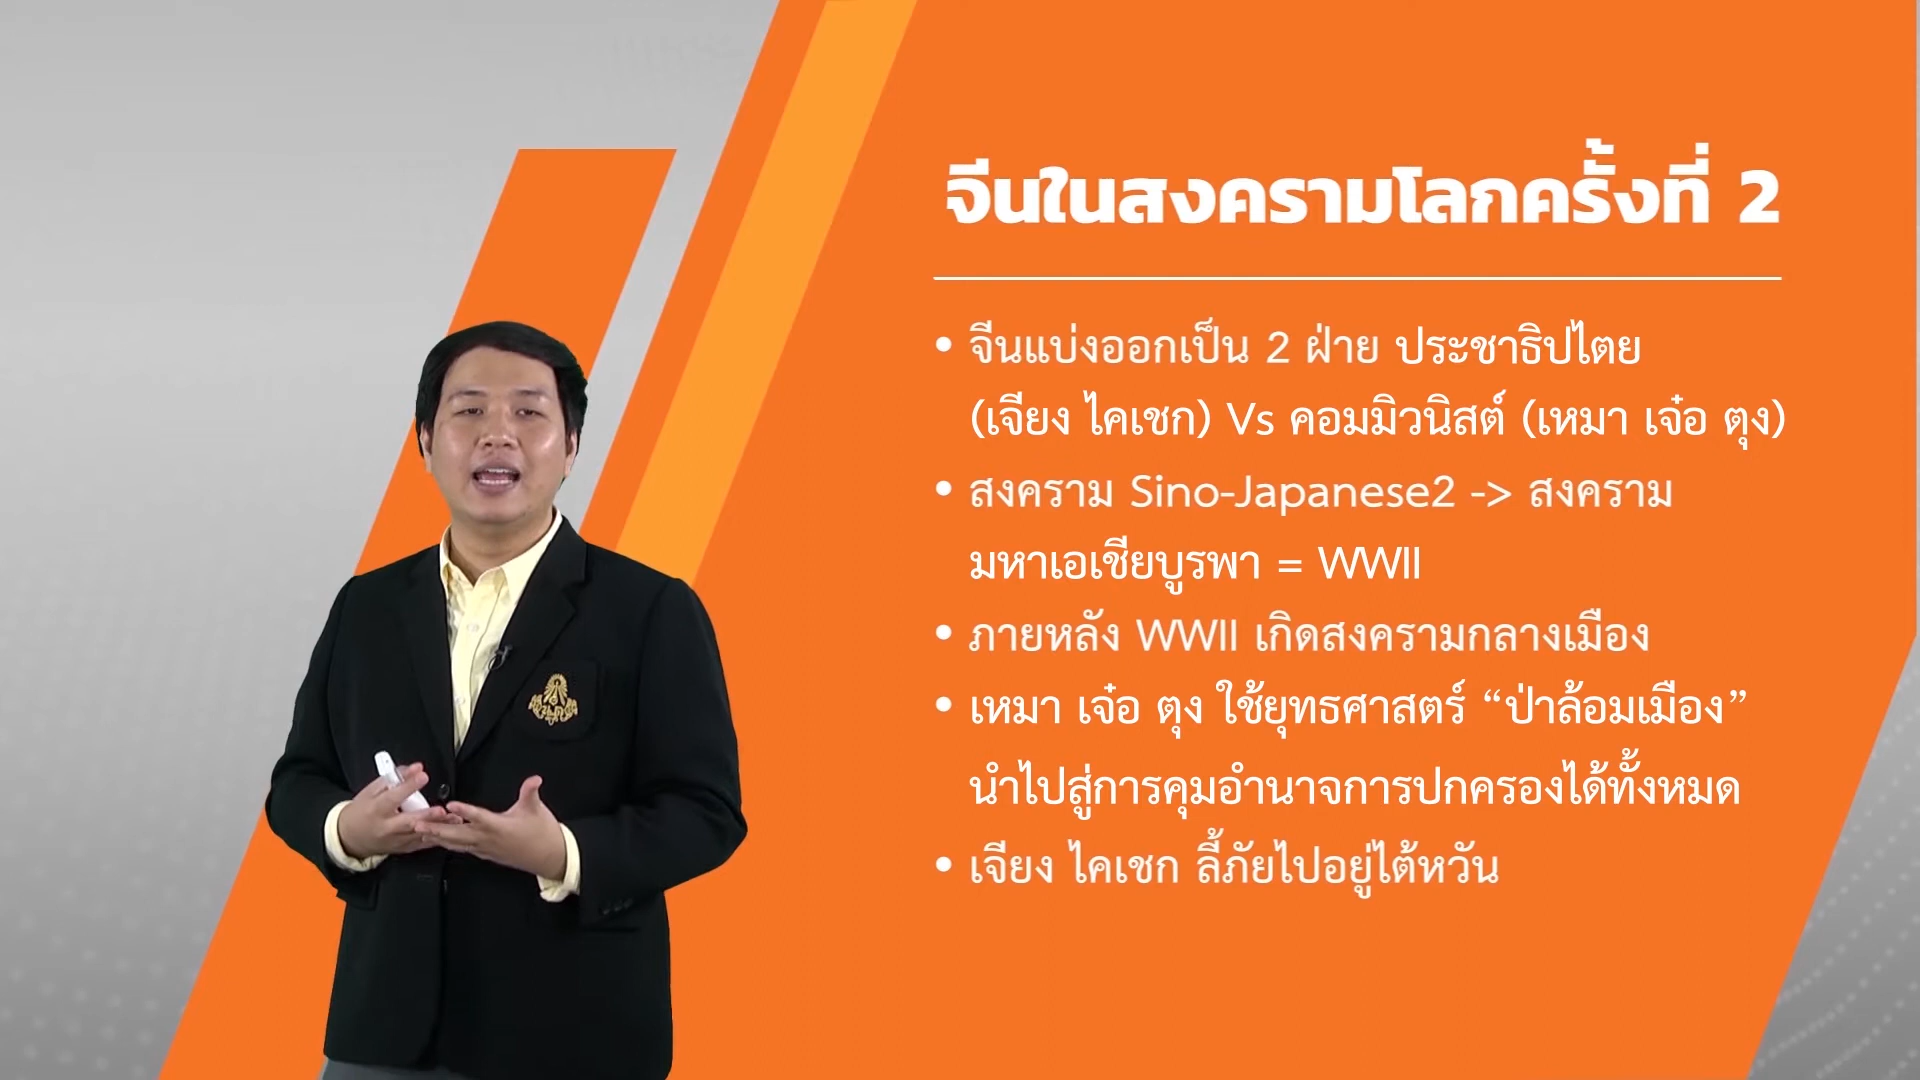 จีนในสงครามโลกครั้งที่ 2
• จีนแบ่งออกเป็น 2 ฝ่าย ประชาธิปไตย
(เจียง ไคเชก) Vs คอมมิวนิสต์ (เหมา เจ๋อ ตุง)
• สงคราม Sino-Japanese2 -> สงคราม
มหาเอเชียบูรพา = WWII
• ภายหลัง WWII เกิดสงครามกลางเมือง
• เหมา เจ๋อ ตุง ใช้ยุทธศาสตร์ “ป่าล้อมเมือง”
นำไปสู่การคุมอำนาจการปกครองได้ทั้งหมด
• เจียง ไคเชก ลี้ภัยไปอยู่ไต้หวัน